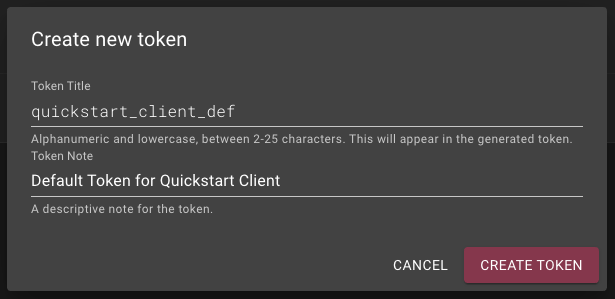 Create new token
Token Title
quickstart_client_def
Alphanumeric and lowercase, between 2-25 characters. This will appear in the generated token.
Token Note
Default Token for Quickstart Client
A descriptive note for the token.
CANCEL
CREATE TOKEN